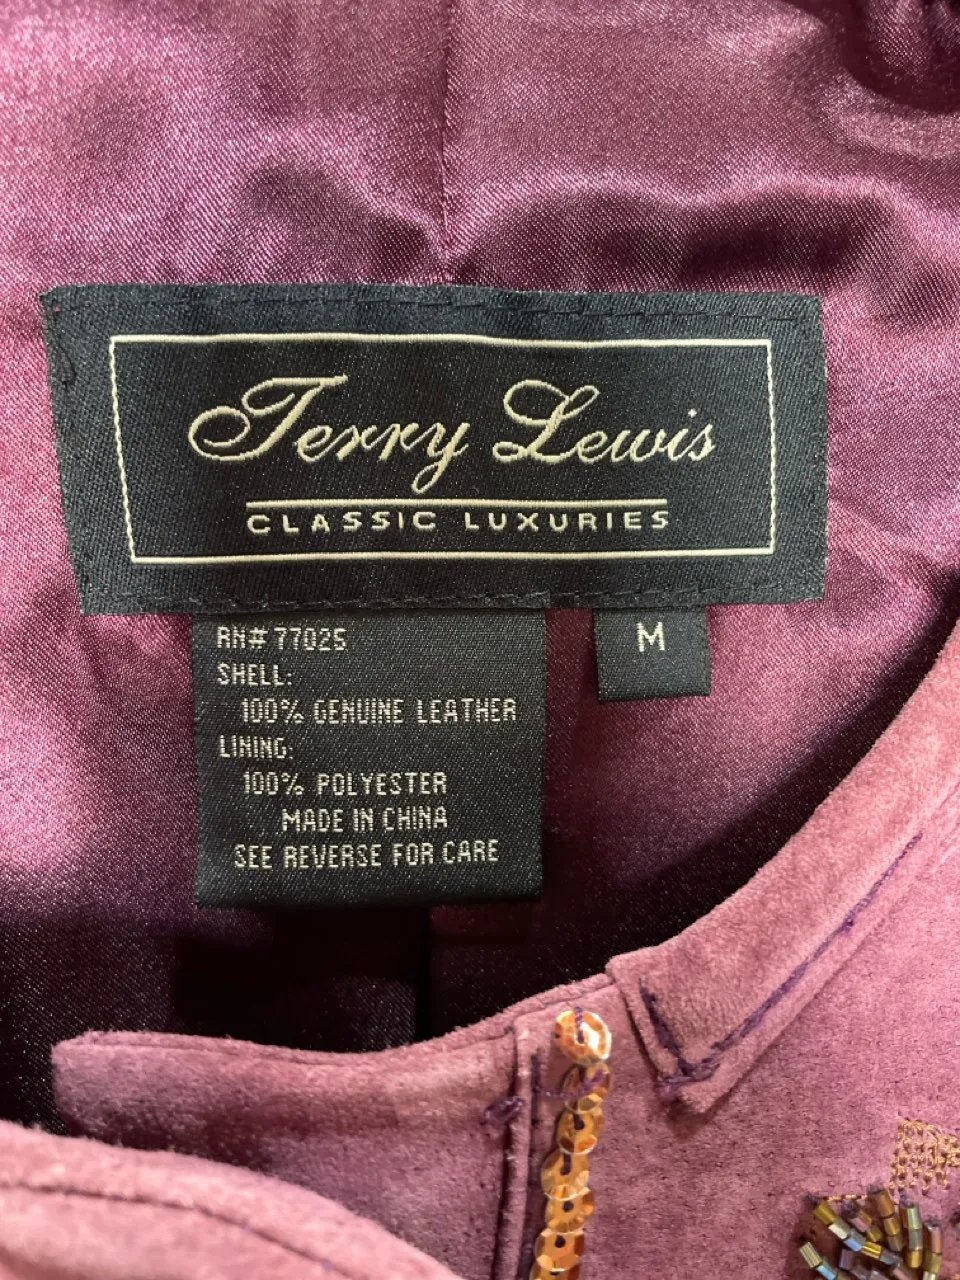 Terry Lewis
CLASSIC LUXURIES
RN# 77025
SHELL:
100% GENUINE LEATHER
LINING:
100% POLYESTER
MADE IN CHINA
SEE REVERSE FOR CARE
M